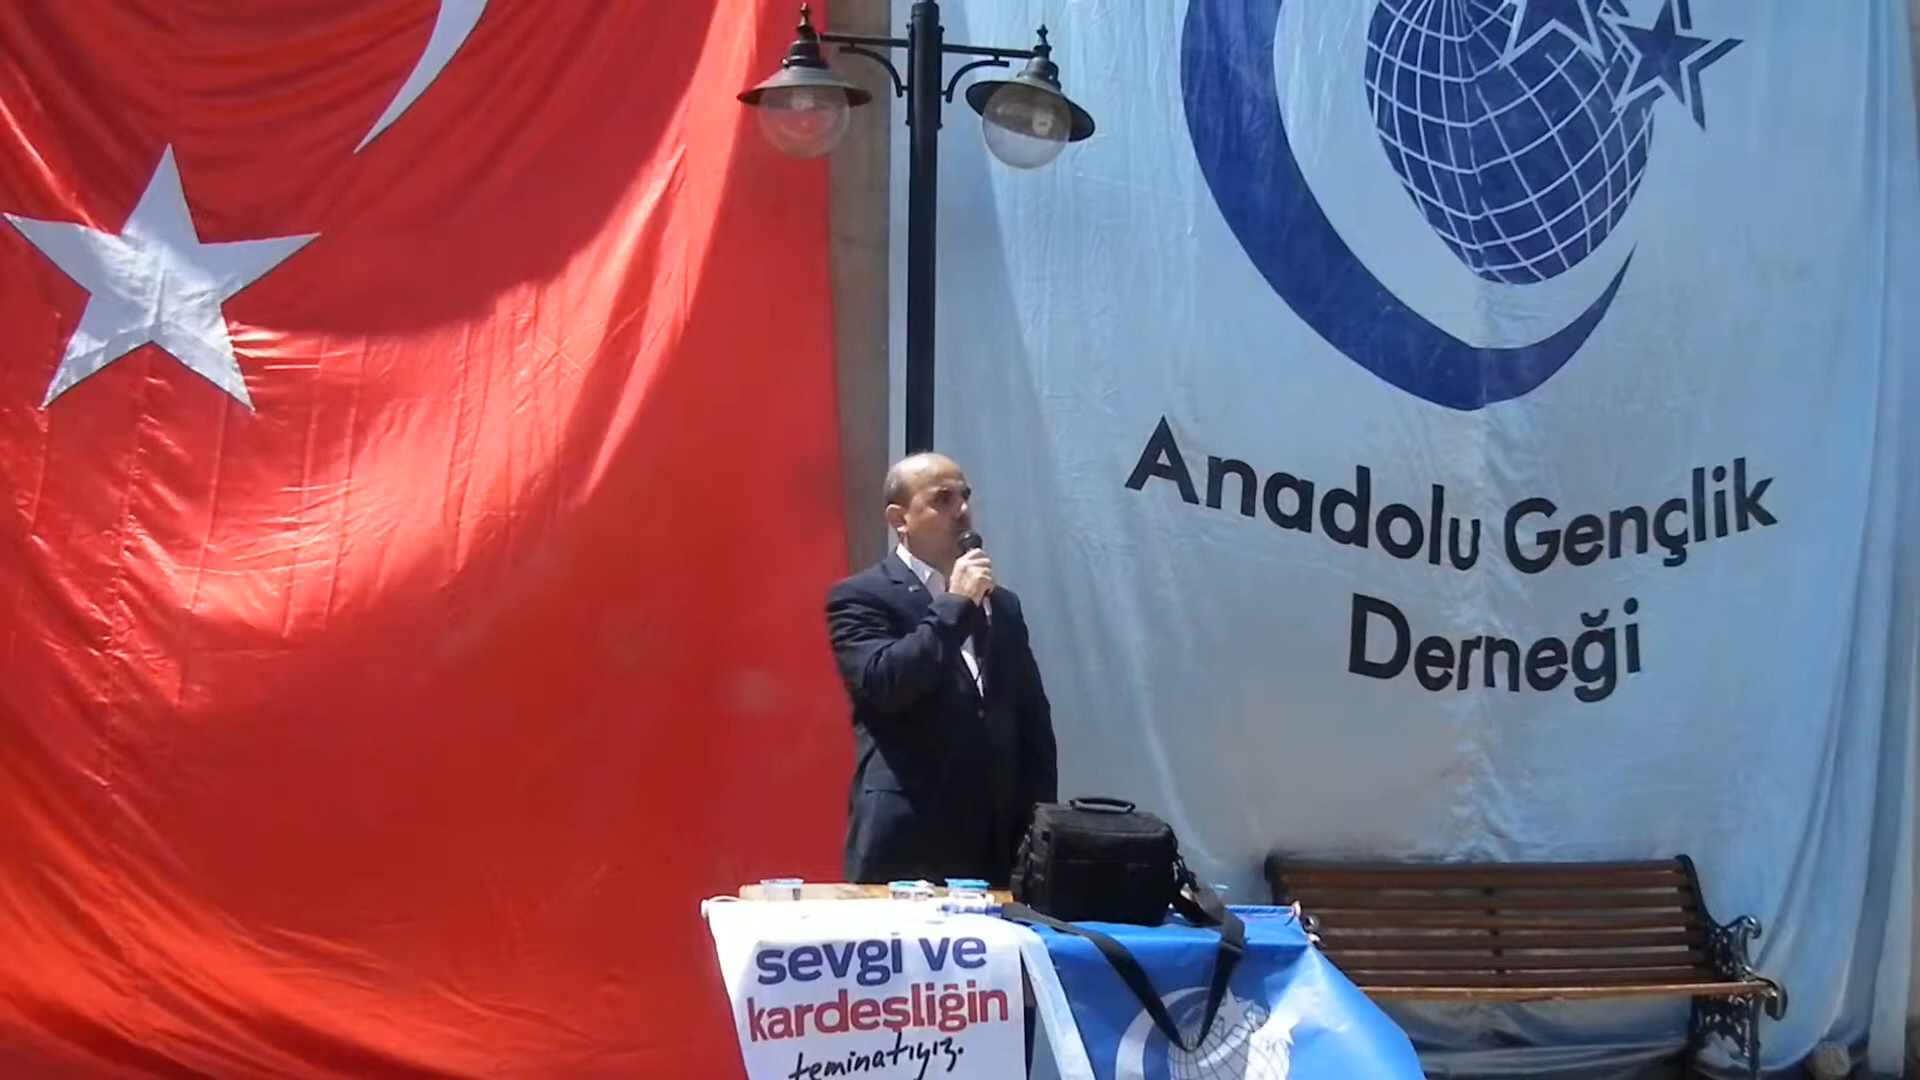 Anadolu Gençlik
Derneği
sevgi ve
kardeşliğin
teminatıyız.